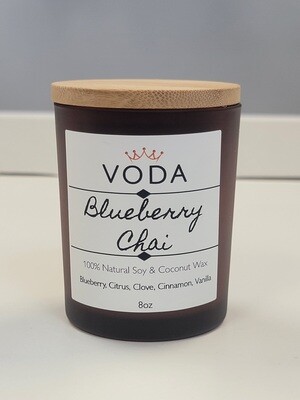 VODA
Blueberry
Chai
100% Natural Soy & Coconut Wax
Blueberry, Citrus, Clove, Cinnamon, Vanilla
8oz